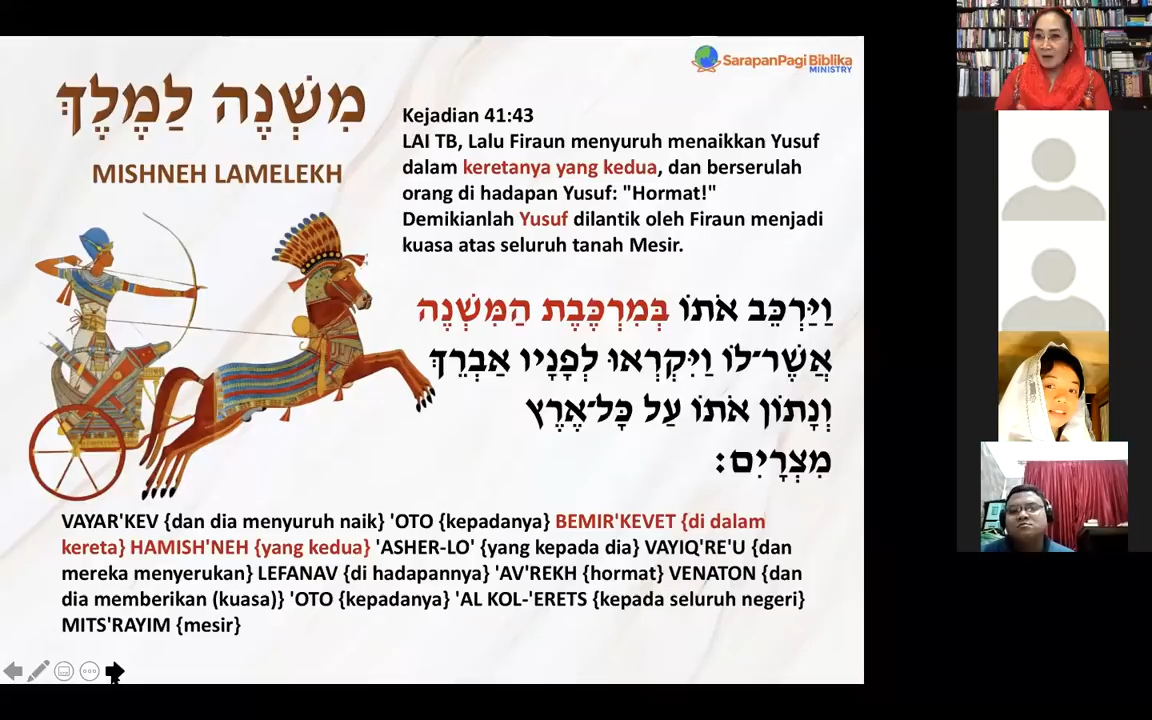 SarapanPagi Biblika
MINISTRY
מִשְׁנֶה לַמֶלֶךְ
MISHNEH LAMELEKH
Kejadian 41:43
LAI TB, Lalu Firaun menyuruh menaikkan Yusuf
dalam keretanya yang kedua, dan berserulah
orang di hadapan Yusuf: "Hormat!"
Demikianlah Yusuf dilantik oleh Firaun menjadi
kuasa atas seluruh tanah Mesir.
וַיַּרְכֵּב אֹתוֹ בְּמִרְכֶּבֶת הַמִּשְׁנֶה
אֲשֶׁר־לוֹ וַיִּקְרְאוּ לְפָנָיו אַבְרֵךְ
וְנָתוֹן אֹתוֹ עַל כָּל־אֶרֶץ
מִצְרָיִם׃
VAYAR'KEV {dan dia menyuruh naik} 'OTO {kepadanya} BEMIR'KEVET {di dalam
kereta} HAMISH'NEH {yang kedua} 'ASHER-LO' {yang kepada dia} VAYIQ'RE'U {dan
mereka menyerukan} LEFANAV {di hadapannya} 'AV'REKH {hormat} VENATON {dan
dia memberikan (kuasa)} 'OTO {kepadanya} 'AL KOL-'ERETS {kepada seluruh negeri}
MITS'RAYIM {mesir}